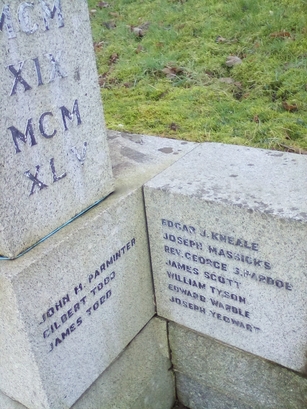 MCM
XIX
MCM
XLV
JOHN H. PARMINTER
GILBERT TODD
JAMES TODD
EDGAR J. KNEALE
JOSEPH MASSICKS
REV. GEORGE J. PARDOE
JAMES SCOTT
WILLIAM TYSON
EDWARD WARDLE
JOSEPH YEOWART